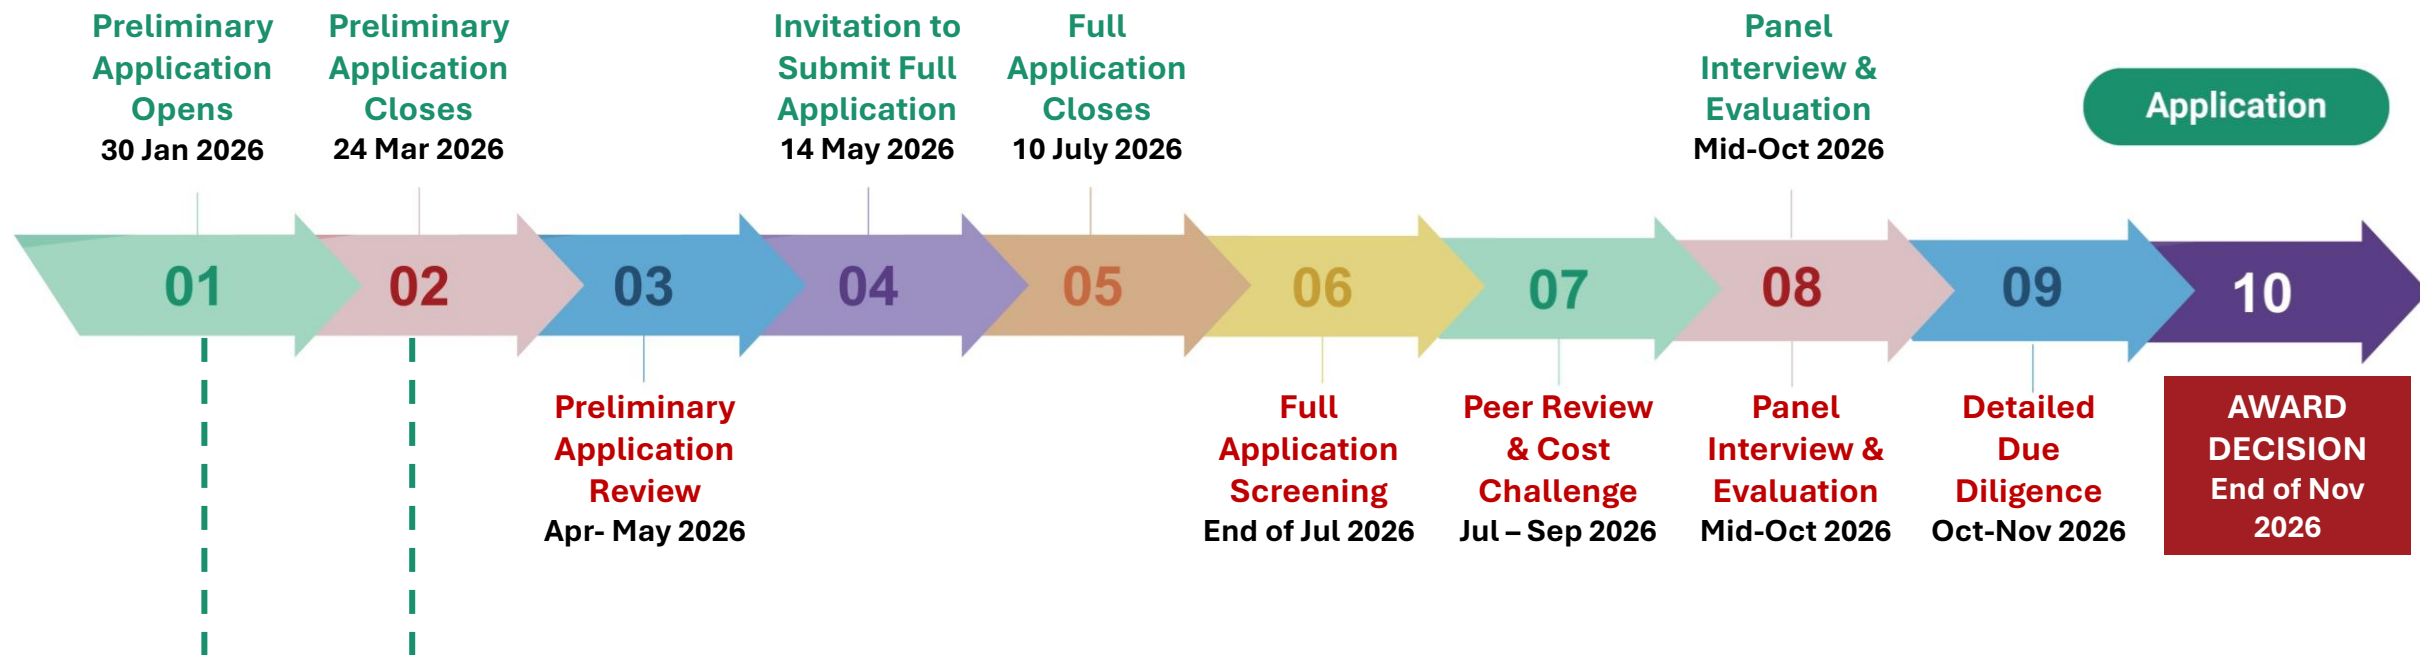 Preliminary
Application
Opens
30 Jan 2026
Preliminary
Application
Closes
24 Mar 2026
Invitation to
Submit Full
Application
14 May 2026
Full
Application
Closes
10 July 2026
Panel
Interview &
Evaluation
Mid-Oct 2026
Application
01
02
03
04
05
06
07
08
09
10
Preliminary
Application
Review
Apr- May 2026
Full
Application
Screening
End of Jul 2026
Peer Review
& Cost
Challenge
Jul – Sep 2026
Panel
Interview &
Evaluation
Mid-Oct 2026
Detailed
Due
Diligence
Oct-Nov 2026
AWARD
DECISION
End of Nov
2026